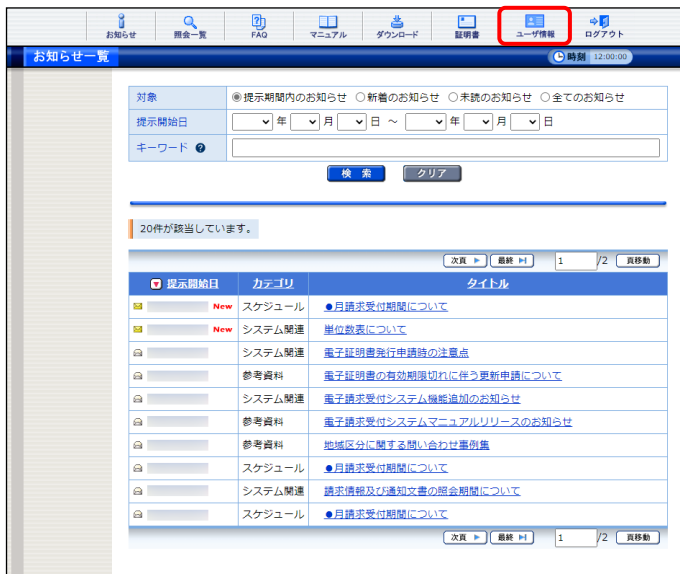 お知らせ 照会一覧 FAQ マニュアル ダウンロード 証明書 ユーザ情報 ログアウト
お知らせ一覧 時刻 12:00:00
対象 提示期間内のお知らせ 新着のお知らせ 未読のお知らせ 全てのお知らせ
提示開始日 年 月 日 ～ 年 月 日
キーワード ?
検 索 クリア
20件が該当しています。
次頁 最終 1 /2 頁移動
提示開始日 カテゴリ タイトル
New スケジュール ●月請求受付期間について
New システム関連 単位数表について
システム関連 電子証明書発行申請時の注意点
参考資料 電子証明書の有効期限切れに伴う更新申請について
システム関連 電子請求受付システム機能追加のお知らせ
参考資料 電子請求受付システムマニュアルリリースのお知らせ
参考資料 地域区分に関する問い合わせ事例集
スケジュール ●月請求受付期間について
システム関連 請求情報及び通知文書の照会期間について
スケジュール ●月請求受付期間について
次頁 最終 1 /2 頁移動